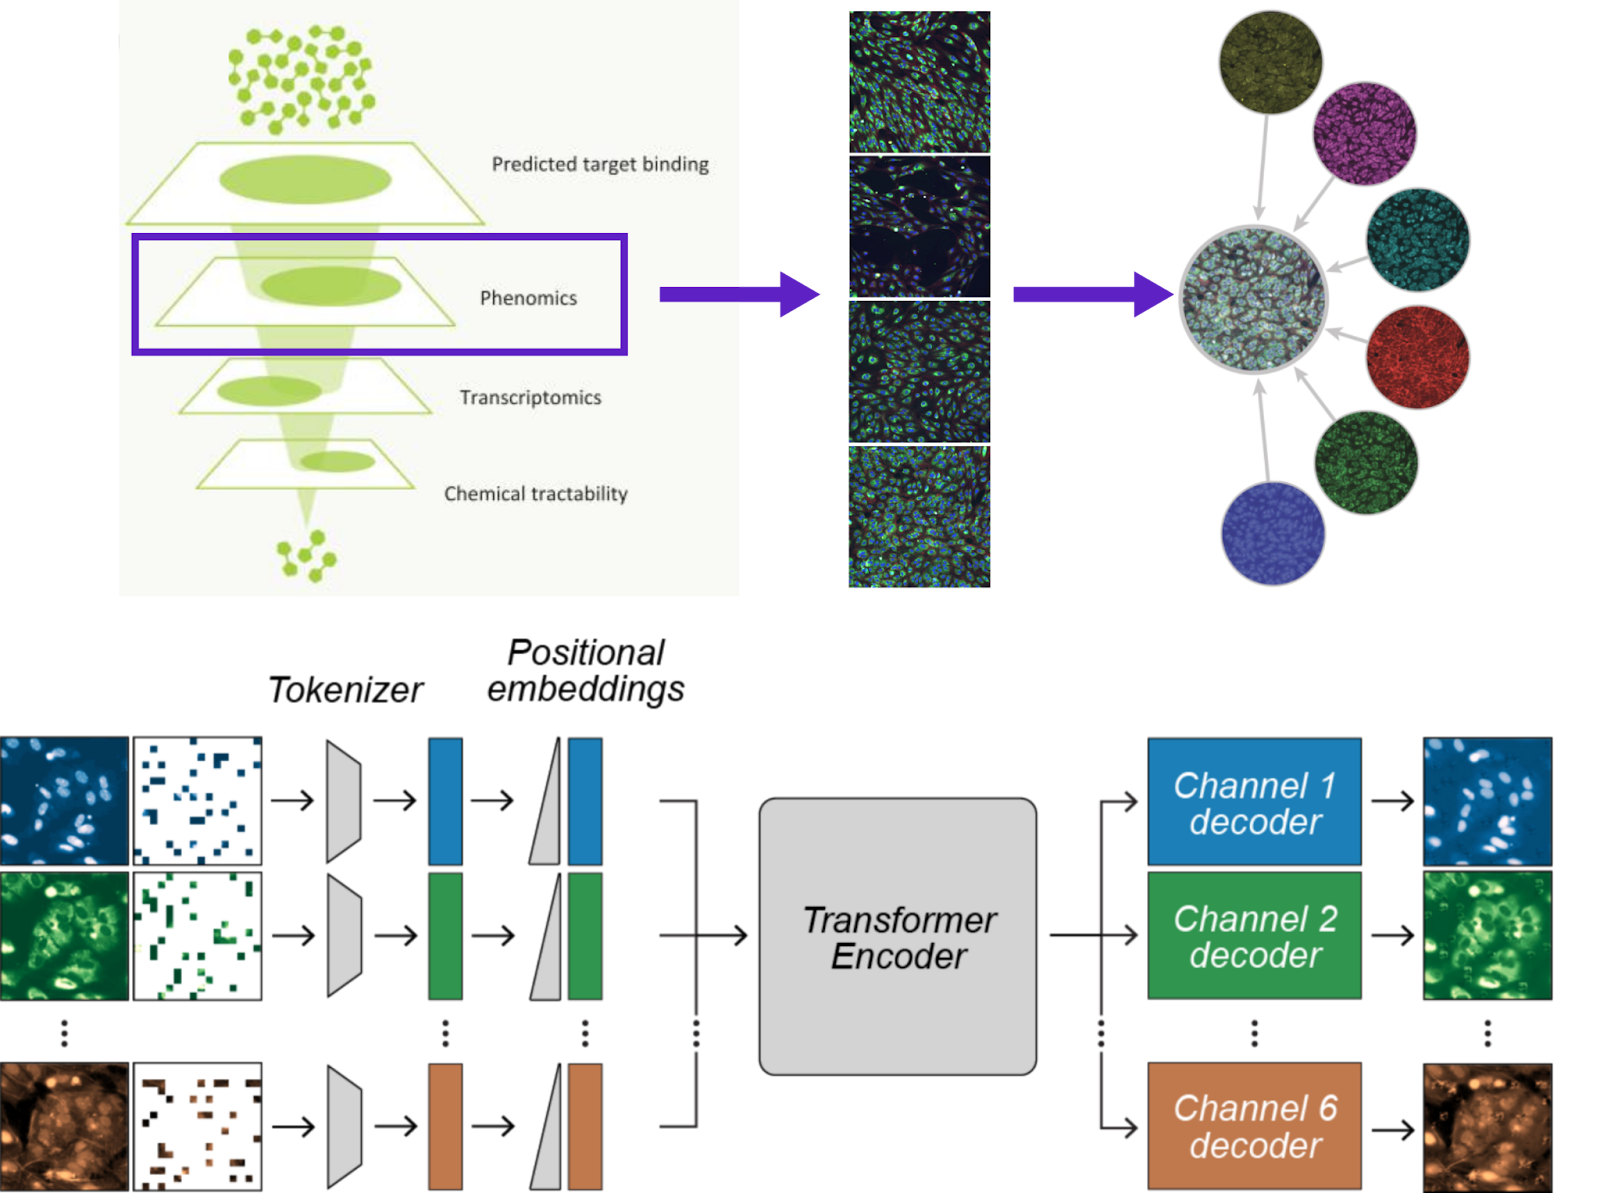 Predicted target binding
Phenomics
Transcriptomics
Chemical tractability
Tokenizer
Positional
embeddings
Transformer
Encoder
Channel 1
decoder
Channel 2
decoder
Channel 6
decoder